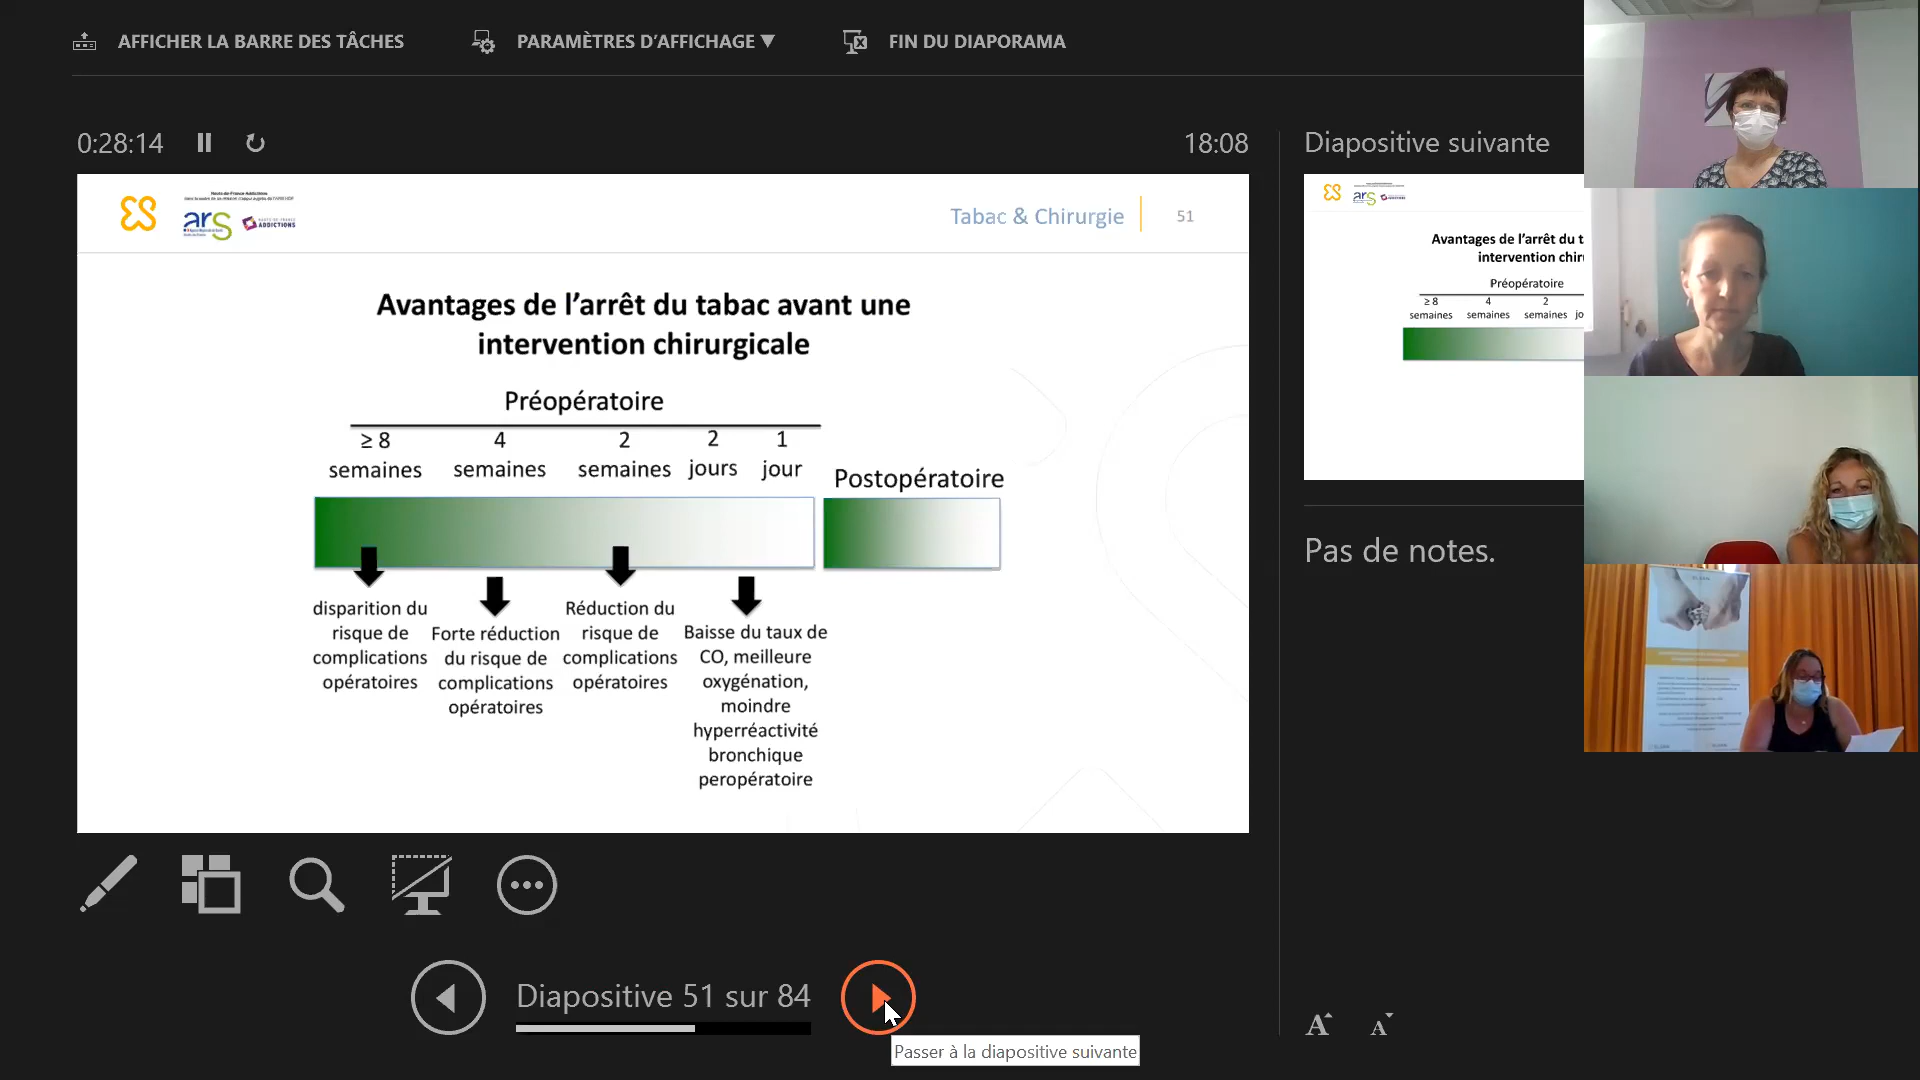 AFFICHER LA BARRE DES TÂCHES
PARAMÈTRES D'AFFICHAGE
FIN DU DIAPORAMA
0:28:14
18:08
Diapositive suivante
ars
ADDICTIONS
Tabac & Chirurgie
51
Avantages de l'arrêt du tabac avant une
intervention chirurgicale
Préopératoire
≥ 8
semaines
4
semaines
2
semaines
2
jours
1
jour
Postopératoire
disparition du
risque de
complications
opératoires
Forte réduction
du risque de
complications
opératoires
Réduction du
risque de
complications
opératoires
Baisse du taux de
CO, meilleure
oxygénation,
moindre
hyperréactivité
bronchique
peropératoire
ars
Avantages de l'arrêt du t
intervention chir
Préopératoire
≥ 8
semaines
4
semaines
2
semaines
jo
Pas de notes.
Diapositive 51 sur 84
Passer à la diapositive suivante
A
A